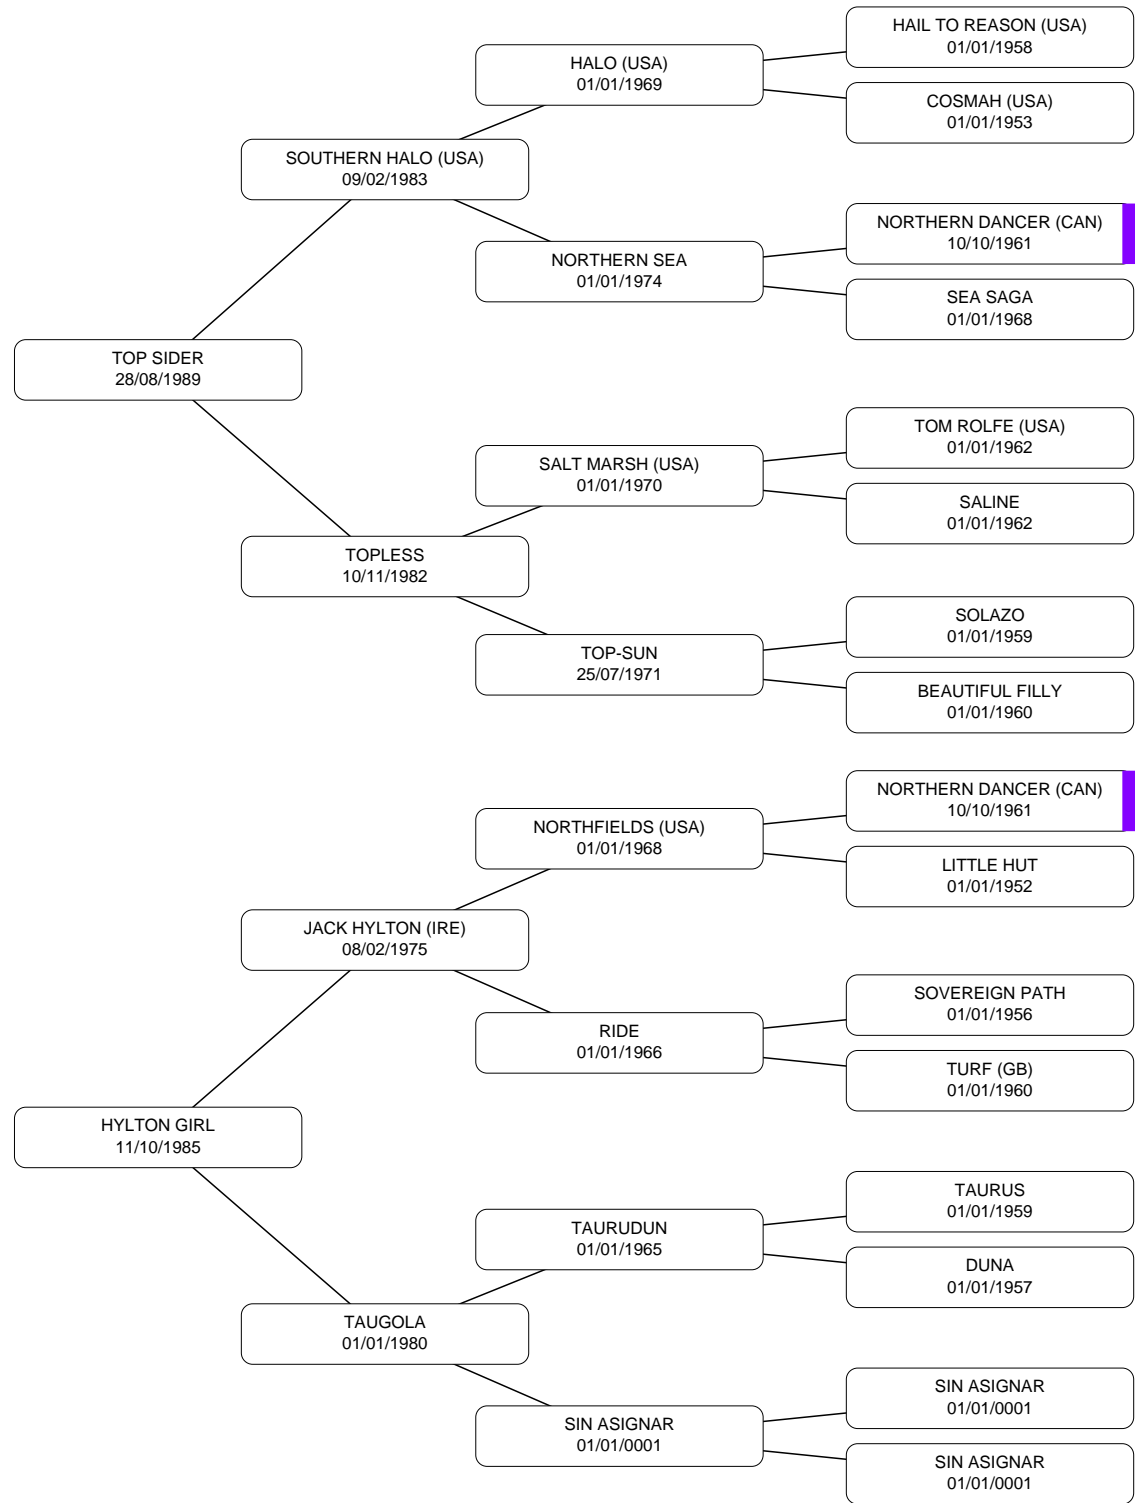 HAIL TO REASON (USA)
01/01/1958
HALO (USA)
01/01/1969
COSMAH (USA)
01/01/1953
SOUTHERN HALO (USA)
09/02/1983
NORTHERN DANCER (CAN)
10/10/1961
NORTHERN SEA
01/01/1974
SEA SAGA
01/01/1968
TOP SIDER
28/08/1989
TOM ROLFE (USA)
01/01/1962
SALT MARSH (USA)
01/01/1970
SALINE
01/01/1962
TOPLESS
10/11/1982
SOLAZO
01/01/1959
TOP-SUN
25/07/1971
BEAUTIFUL FILLY
01/01/1960
NORTHERN DANCER (CAN)
10/10/1961
NORTHFIELDS (USA)
01/01/1968
LITTLE HUT
01/01/1952
JACK HYLTON (IRE)
08/02/1975
SOVEREIGN PATH
01/01/1956
RIDE
01/01/1966
TURF (GB)
01/01/1960
HYLTON GIRL
11/10/1985
TAURUS
01/01/1959
TAURUDUN
01/01/1965
DUNA
01/01/1957
TAUGOLA
01/01/1980
SIN ASIGNAR
01/01/0001
SIN ASIGNAR
01/01/0001
SIN ASIGNAR
01/01/0001